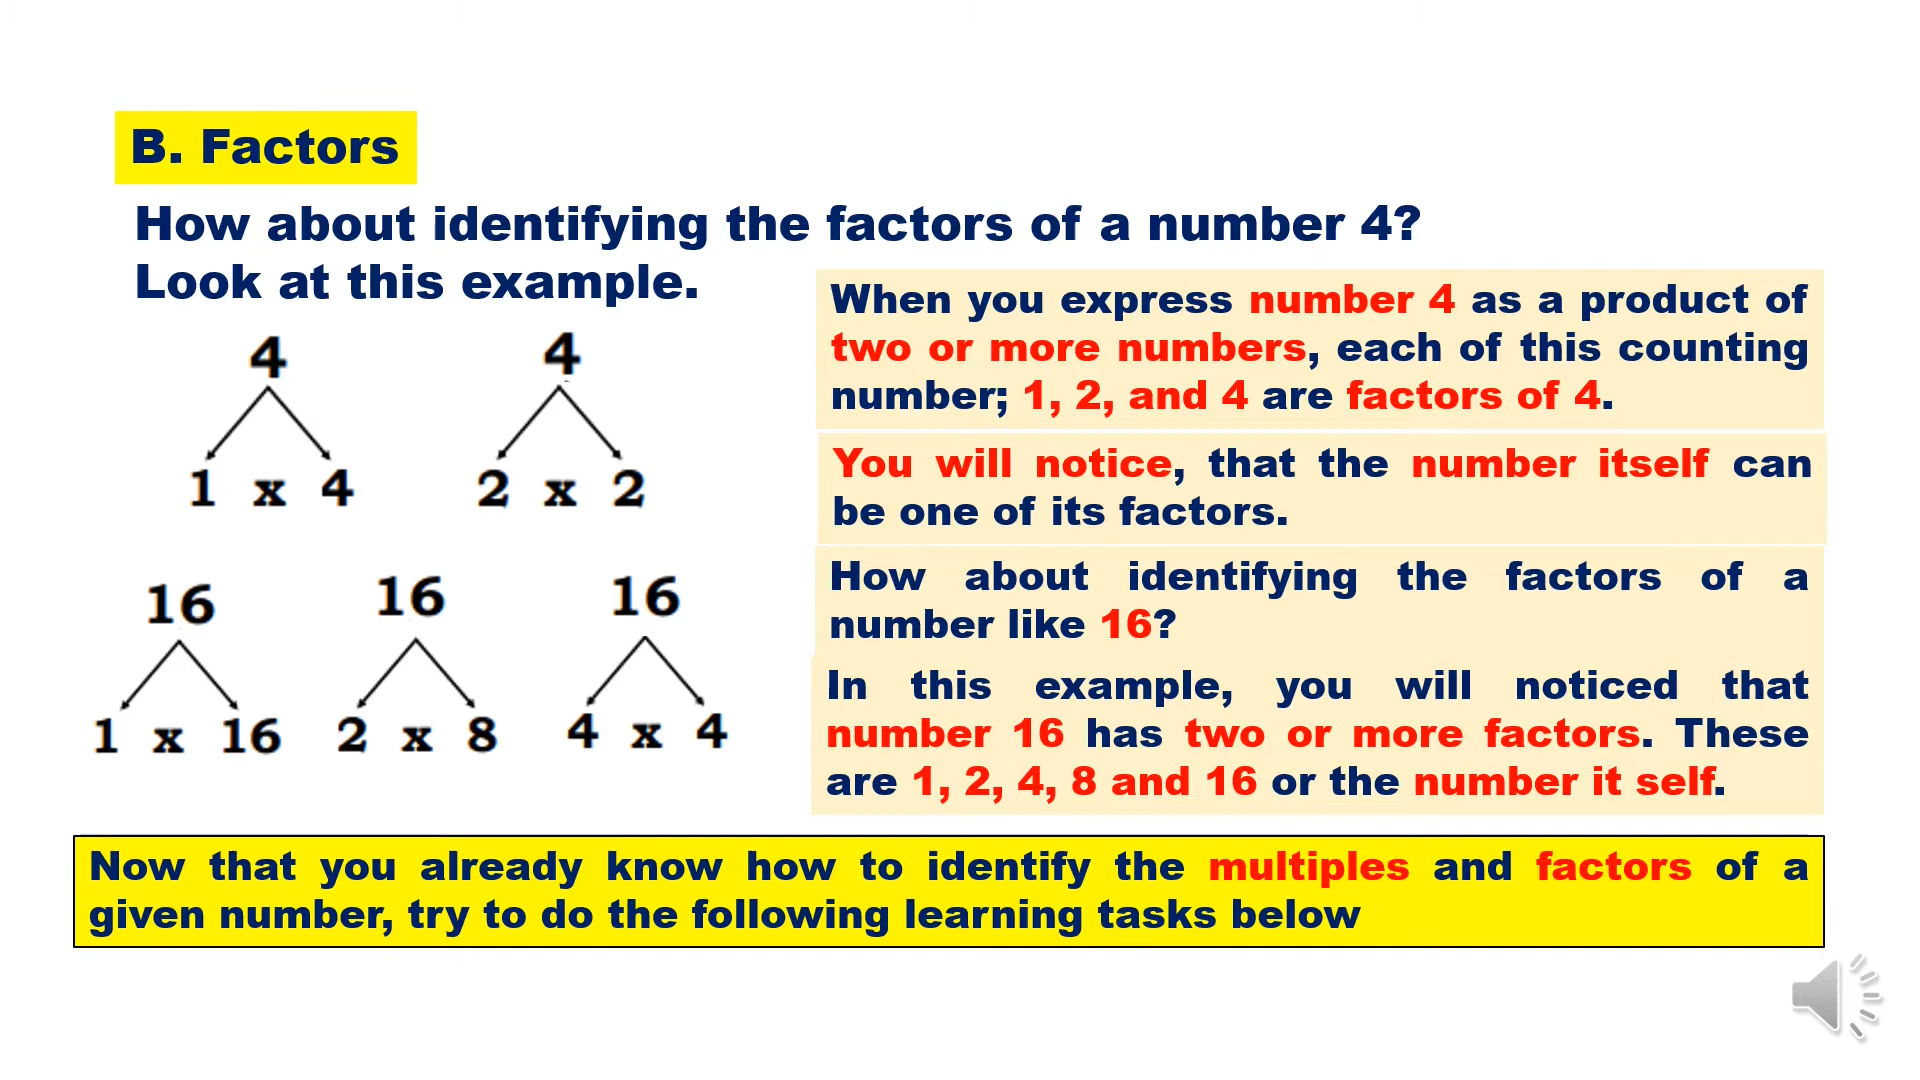 B. Factors
How about identifying the factors of a number 4?
Look at this example.
4
1 x 4
4
2 x 2
When you express number 4 as a product of
two or more numbers, each of this counting
number; 1, 2, and 4 are factors of 4.
You will notice, that the number itself can
be one of its factors.
16
1 x 16
16
2 x 8
16
4 x 4
How about identifying the factors of a
number like 16?
In this example, you will noticed that
number 16 has two or more factors. These
are 1, 2, 4, 8 and 16 or the number it self.
Now that you already know how to identify the multiples and factors of a
given number, try to do the following learning tasks below